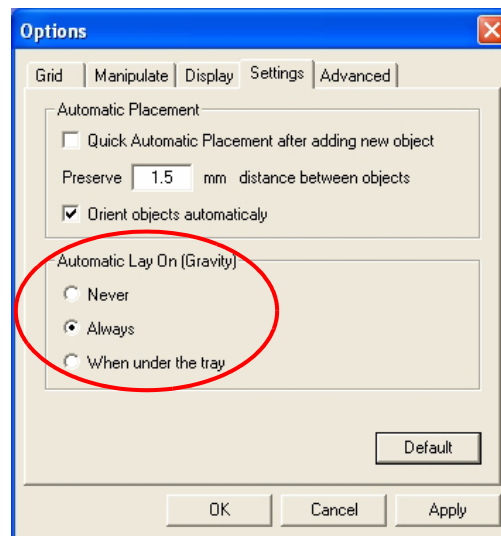 Options
Grid Manipulate Display Settings Advanced
Automatic Placement
Quick Automatic Placement after adding new object
Preserve 1.5 mm distance between objects
Orient objects automaticaly
Automatic Lay On (Gravity)
Never
Always
When under the tray
Default
OK Cancel Apply